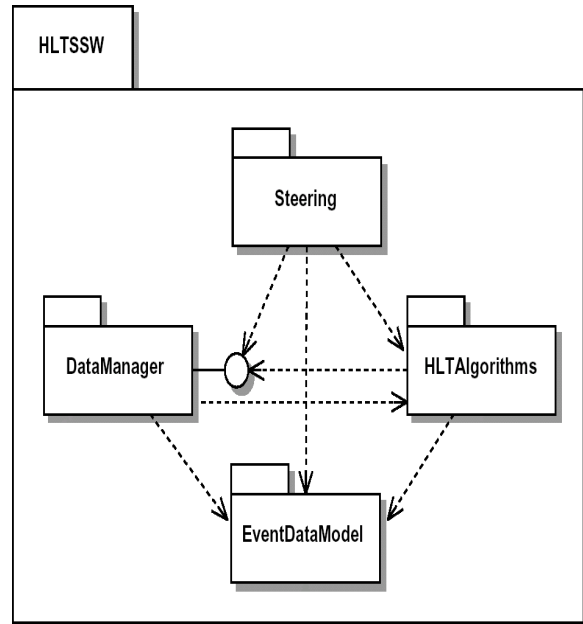 HLTSSW
Steering
DataManager
HLTAlgorithms
EventDataModel